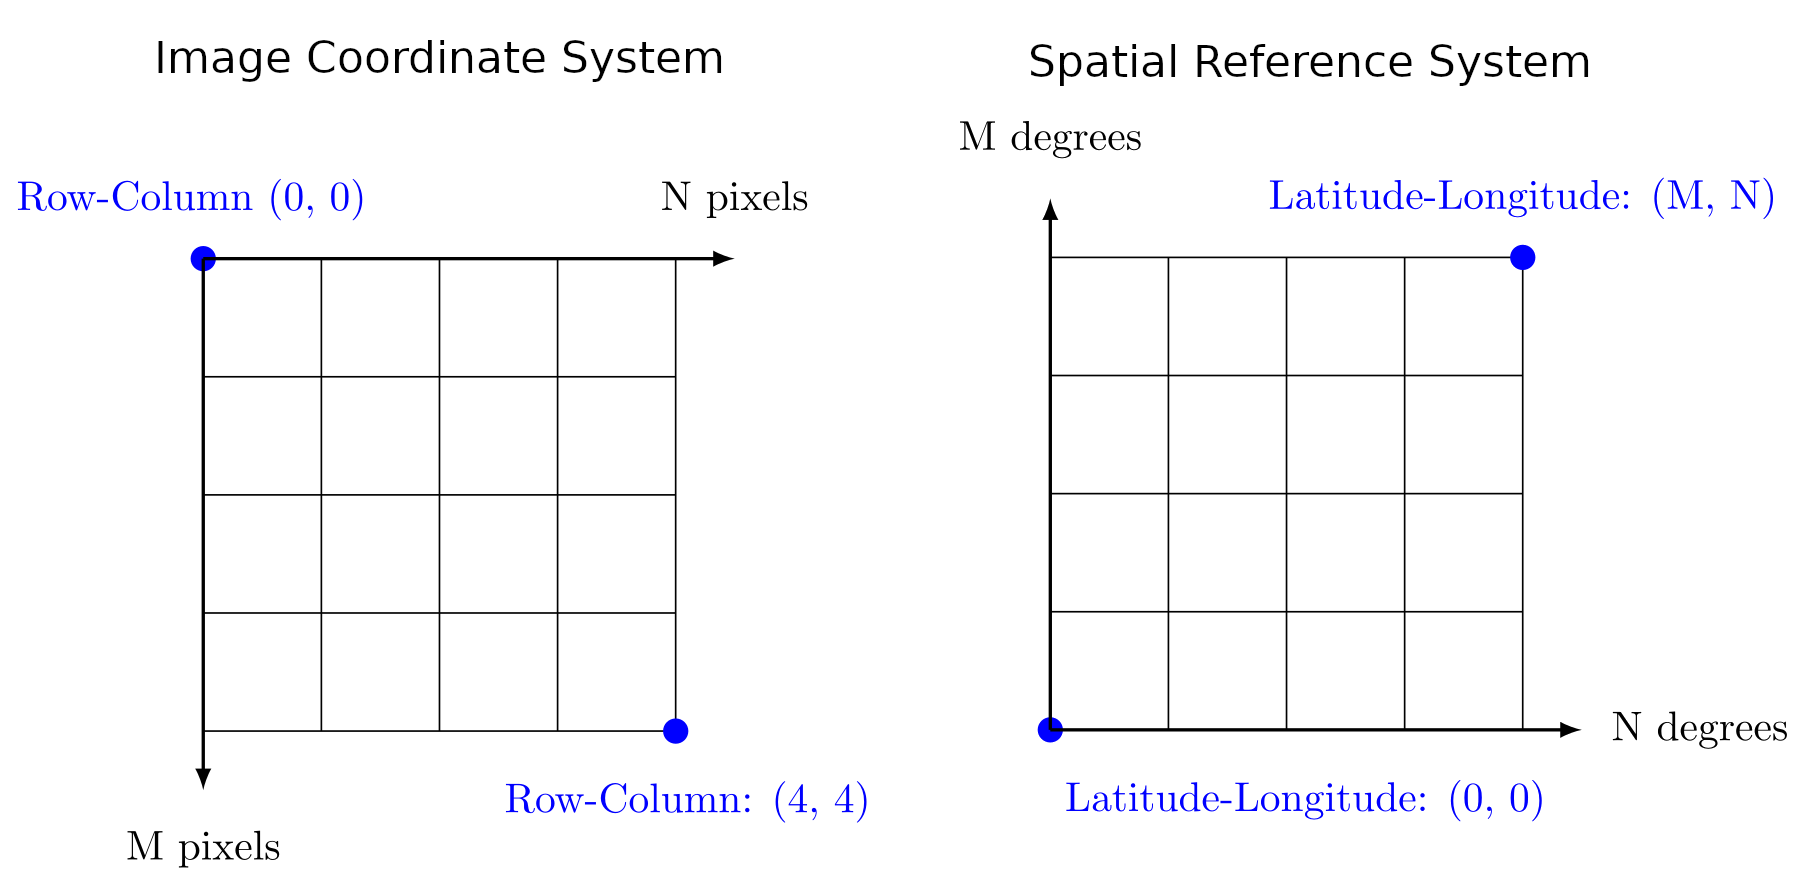 Image Coordinate System
Row-Column (0, 0)
N pixels
Row-Column: (4, 4)
M pixels
Spatial Reference System
M degrees
Latitude-Longitude: (M, N)
N degrees
Latitude-Longitude: (0, 0)